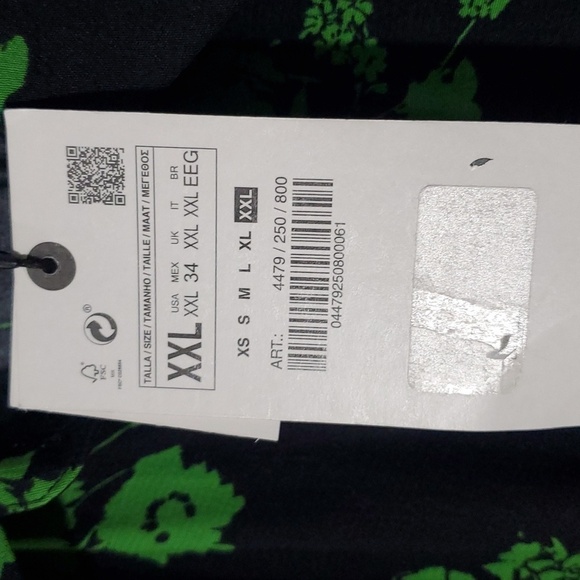 TALLA / SIZE / TAMANHO / TAILLE / MAAT / ΜΕΓΕΘΟΣ
USA MEX UK IT BR
XXL XXL 34 XXL XXL EEG
XS S M L XL XXL
ART.: 4479 / 250 / 800
04479250800061
®
FSC